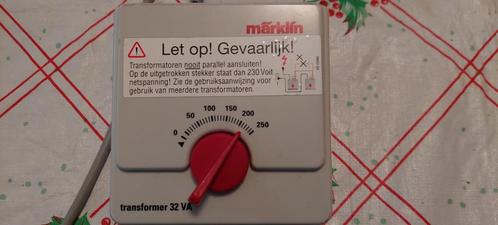 märklin
Let op! Gevaarlijk!
Transformatoren nooit parallel aansluiten!
Op de uitgetrokken stekker staat dan 230 Volt
netspanning! Zie de gebruiksaanwijzing voor
gebruik van meerdere transformatoren.
0
50
100
150
200
250
transformer 32 VA